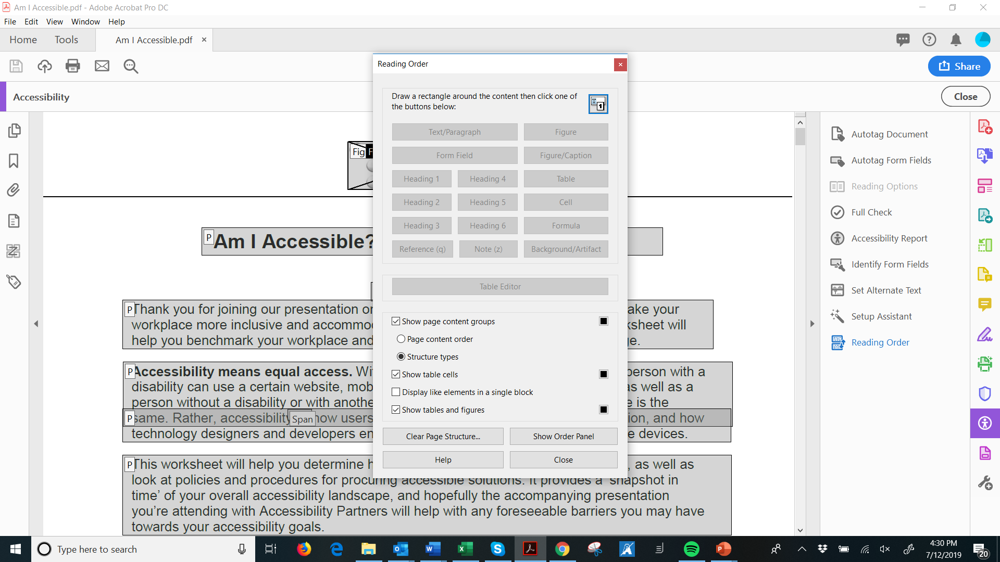 Am I Accessible.pdf - Adobe Acrobat Pro DC
File Edit View Window Help
Home Tools Am I Accessible.pdf ×
Share
Accessibility
Close
Fig F
P Am I Accessible?
P Thank you for joining our presentation or ake your
workplace more inclusive and accommo ksheet will
help you benchmark your workplace and e.
P Accessibility means equal access. Wi person with a
disability can use a certain website, mob as well as a
person without a disability or with anothe e is the
P same. Rather, accessibility Span how users ion, and how
technology designers and developers en e devices.
P This worksheet will help you determine h , as well as
look at policies and procedures for procuring accessible solutions. It provides a ‘snapshot in
time’ of your overall accessibility landscape, and hopefully the accompanying presentation
you’re attending with Accessibility Partners will help with any foreseeable barriers you may have
towards your accessibility goals.
Reading Order
Draw a rectangle around the content then click one of
the buttons below:
Text/Paragraph Figure
Form Field Figure/Caption
Heading 1 Heading 4 Table
Heading 2 Heading 5 Cell
Heading 3 Heading 6 Formula
Reference (q) Note (z) Background/Artifact
Table Editor
Show page content groups
Page content order
Structure types
Show table cells
Display like elements in a single block
Show tables and figures
Clear Page Structure... Show Order Panel
Help Close
Autotag Document
Autotag Form Fields
Reading Options
Full Check
Accessibility Report
Identify Form Fields
Set Alternate Text
Setup Assistant
Reading Order
Type here to search
4:30 PM
7/12/2019
20